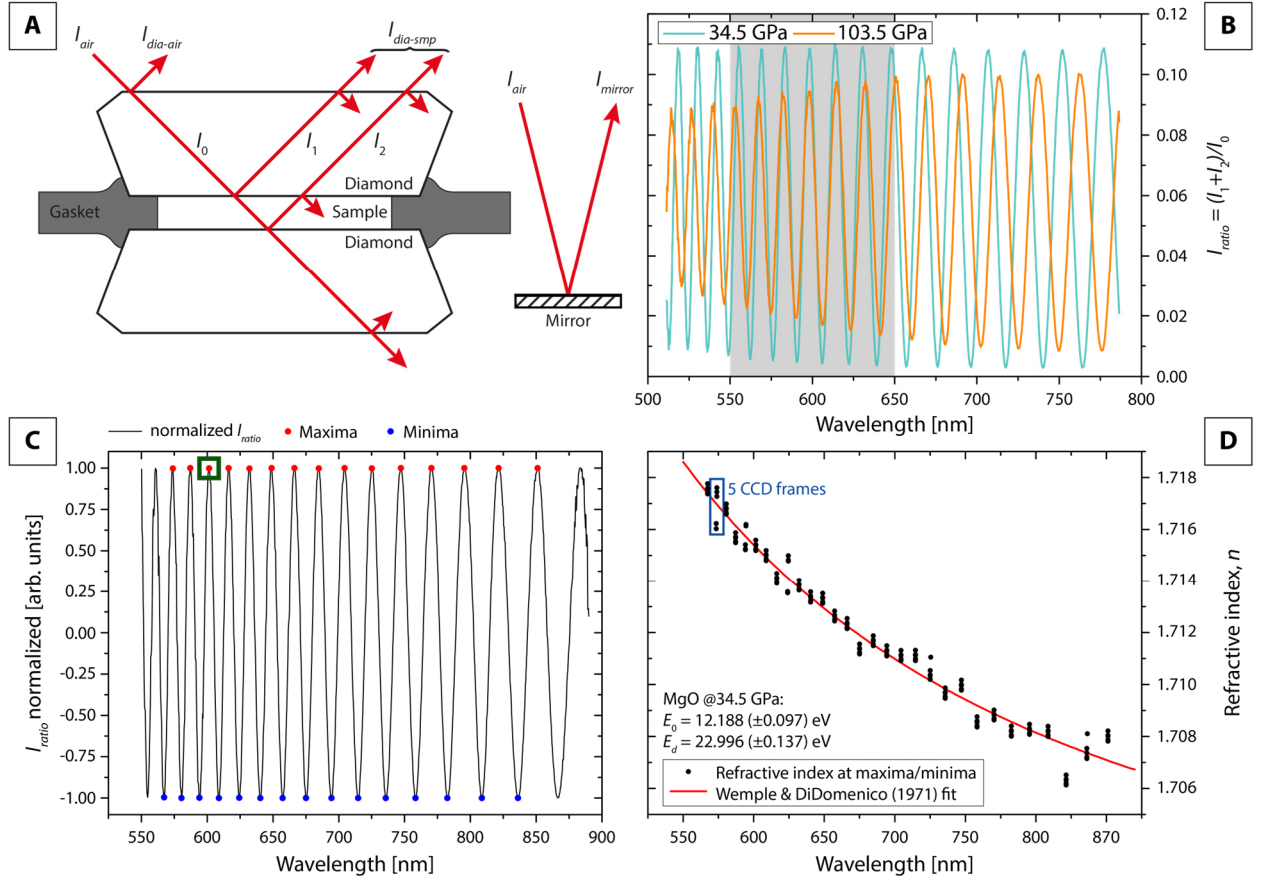 A
I_air
I_dia-air
I_dia-smp
I_0
I_1
I_2
Diamond
Gasket
Sample
Diamond
I_air
I_mirror
Mirror
B
34.5 GPa
103.5 GPa
0.12
0.10
0.08
0.06
0.04
0.02
0.00
I_ratio = (I_1+I_2)/I_0
500 550 600 650 700 750 800
Wavelength [nm]
C
normalized I_ratio
Maxima
Minima
1.00
0.75
0.50
0.25
0.00
-0.25
-0.50
-0.75
-1.00
I_ratio normalized [arb. units]
550 600 650 700 750 800 850 900
Wavelength [nm]
D
5 CCD frames
1.718
1.716
1.714
1.712
1.710
1.708
1.706
Refractive index, n
MgO @34.5 GPa:
E_0 = 12.188 (±0.097) eV
E_d = 22.996 (±0.137) eV
Refractive index at maxima/minima
Wemple & DiDomenico (1971) fit
550 600 650 700 750 800 870
Wavelength [nm]